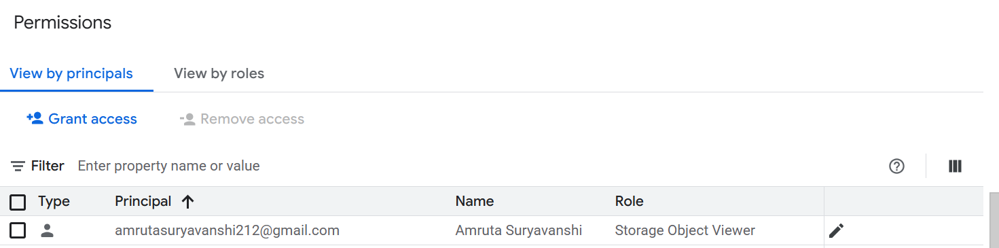 Permissions
View by principals View by roles
Grant access Remove access
Filter Enter property name or value
Type Principal Name Role
amrutasuryavanshi212@gmail.com Amruta Suryavanshi Storage Object Viewer